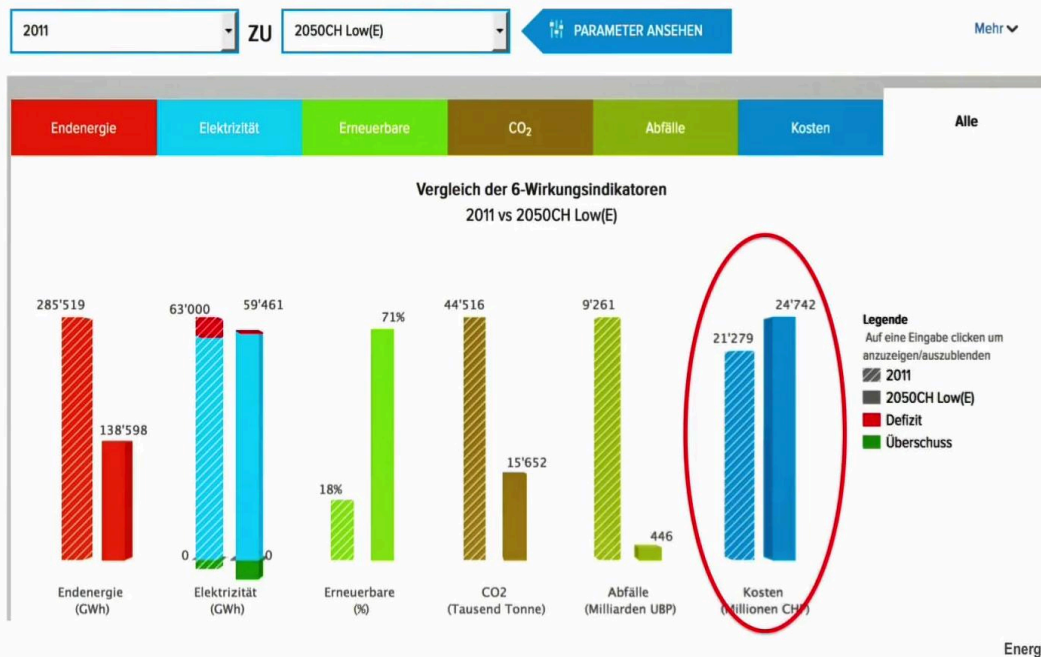 2011
ZU
2050CH Low(E)
PARAMETER ANSEHEN
Mehr
Endenergie
Elektrizität
Erneuerbare
CO₂
Abfälle
Kosten
Alle
Vergleich der 6-Wirkungsindikatoren
2011 vs 2050CH Low(E)
285'519
138'598
63'000
59'461
0
0
18%
71%
44'516
15'652
9'261
446
21'279
24'742
Endenergie
(GWh)
Elektrizität
(GWh)
Erneuerbare
(%)
CO2
(Tausend Tonne)
Abfälle
(Milliarden UBP)
Kosten
(Millionen CHF)
Legende
Auf eine Eingabe clicken um
anzuzeigen/auszublenden
2011
2050CH Low(E)
Defizit
Überschuss
Energ